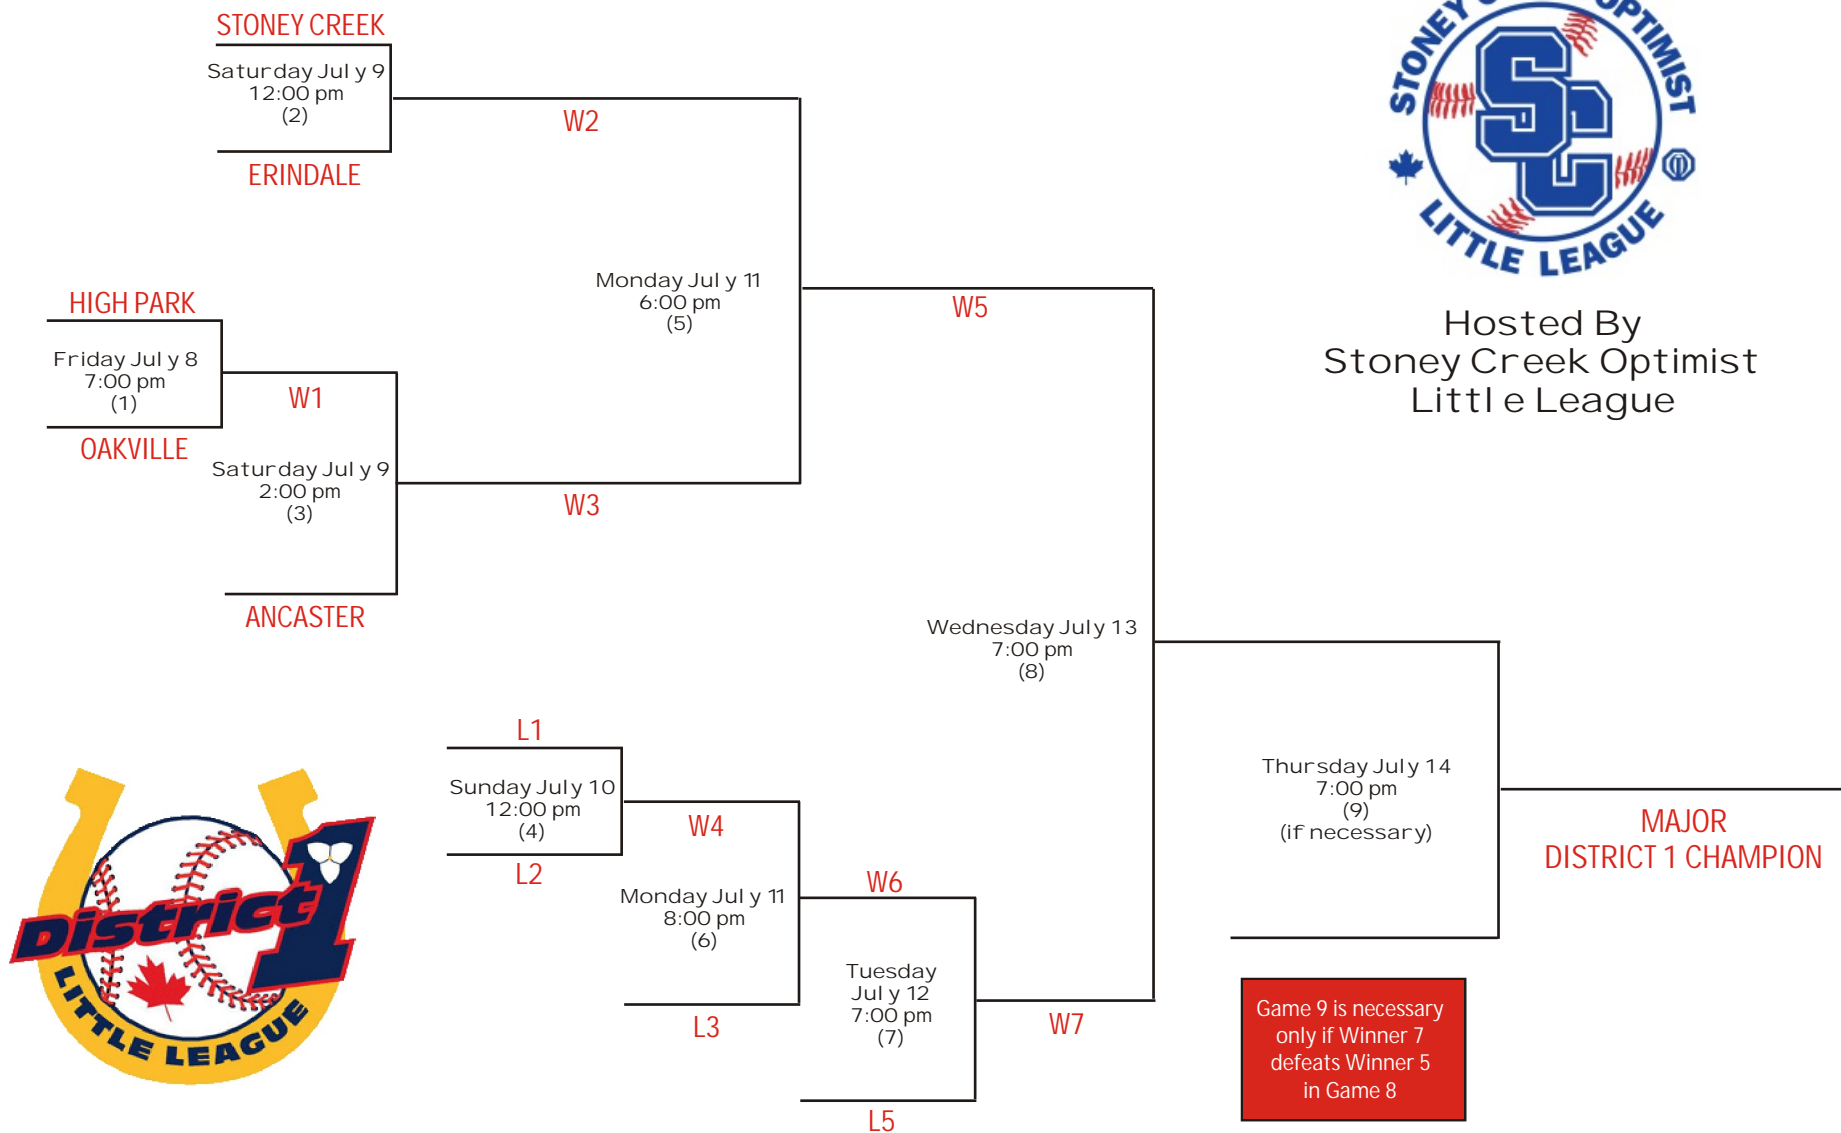 STONEY CREEK
Saturday July 9
12:00 pm
(2)
ERINDALE
W2
STONEY
OPTIMIST
SC
LITTLE LEAGUE
Hosted By
Stoney Creek Optimist
Little League
HIGH PARK
Friday July 8
7:00 pm
(1)
OAKVILLE
W1
Saturday July 9
2:00 pm
(3)
ANCASTER
W3
Monday July 11
6:00 pm
(5)
W5
Wednesday July 13
7:00 pm
(8)
L1
Sunday July 10
12:00 pm
(4)
L2
W4
Monday July 11
8:00 pm
(6)
L3
W6
Tuesday
July 12
7:00 pm
(7)
L5
W7
Thursday July 14
7:00 pm
(9)
(if necessary)
MAJOR
DISTRICT 1 CHAMPION
Game 9 is necessary
only if Winner 7
defeats Winner 5
in Game 8
District 1
LITTLE LEAGUE